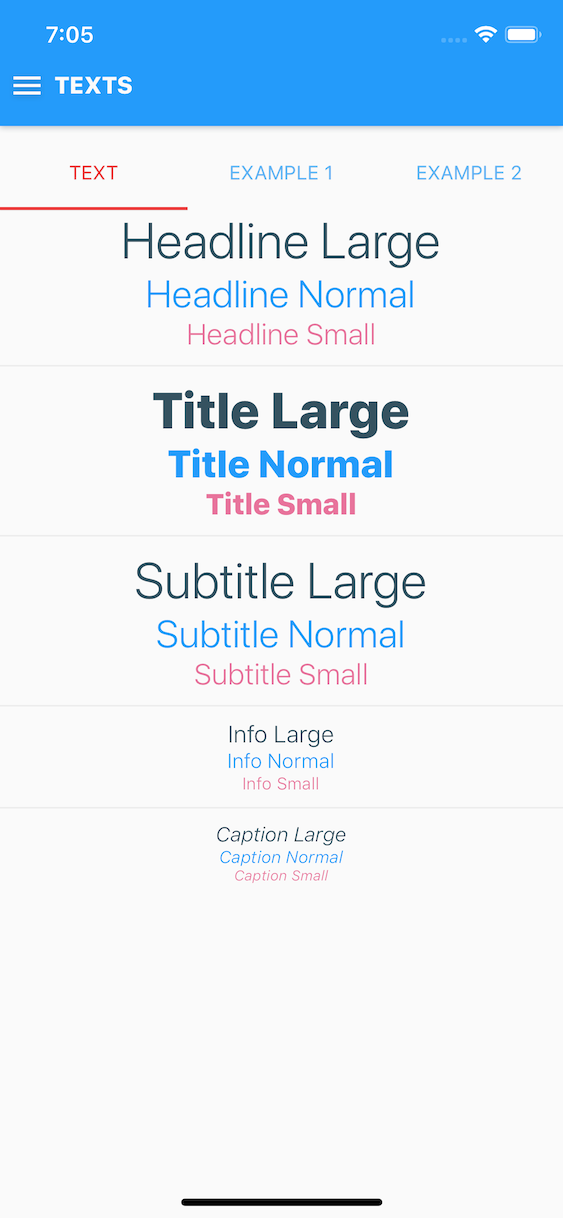 7:05
TEXTS
TEXT EXAMPLE 1 EXAMPLE 2
Headline Large
Headline Normal
Headline Small
Title Large
Title Normal
Title Small
Subtitle Large
Subtitle Normal
Subtitle Small
Info Large
Info Normal
Info Small
Caption Large
Caption Normal
Caption Small